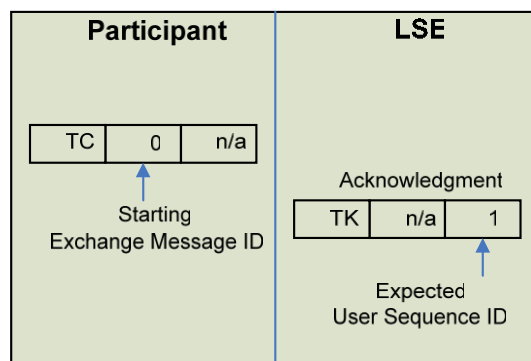 Participant
LSE
TC 0 n/a
Starting
Exchange Message ID
Acknowledgment
TK n/a 1
Expected
User Sequence ID